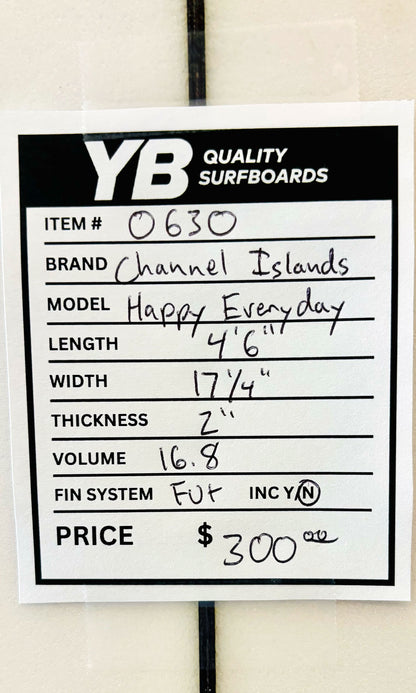 YB QUALITY
SURFBOARDS
ITEM # 0630
BRAND Channel Islands
MODEL Happy Everyday
LENGTH 4'6"
WIDTH 17 1/4"
THICKNESS 2"
VOLUME 16.8
FIN SYSTEM Fut INC Y/N
PRICE $ 300.00